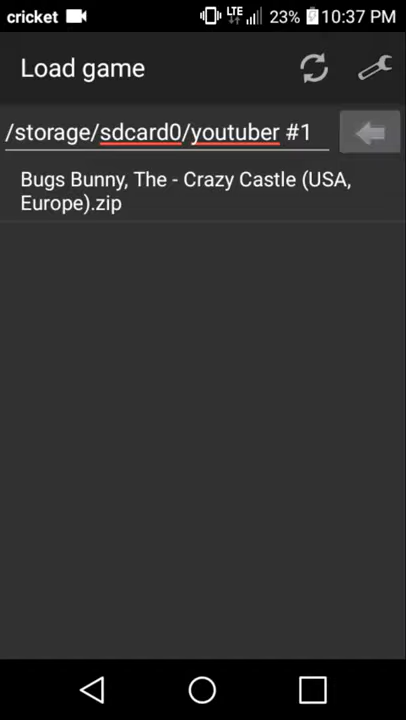 cricket LTE 23% 10:37 PM
Load game
/storage/sdcard0/youtuber #1
Bugs Bunny, The - Crazy Castle (USA,
Europe).zip